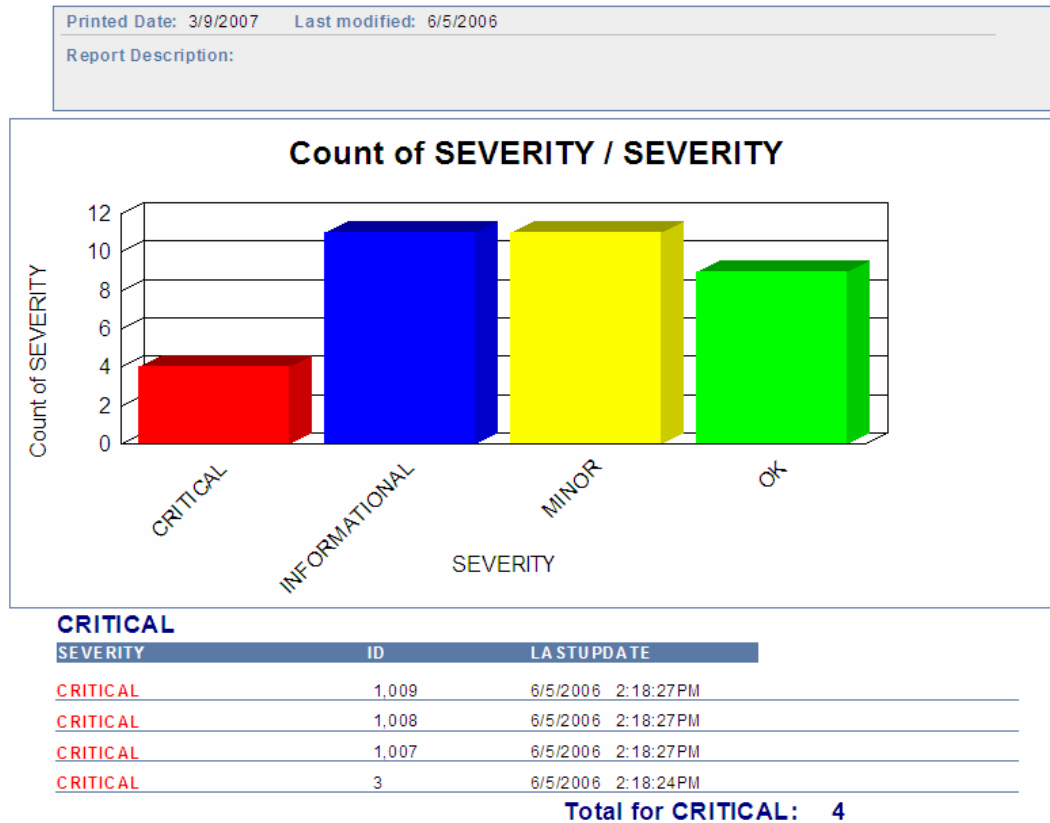 Printed Date: 3/9/2007 Last modified: 6/5/2006
Report Description:
Count of SEVERITY / SEVERITY
Count of SEVERITY
12
10
8
6
4
2
0
CRITICAL
INFORMATIONAL
MINOR
OK
SEVERITY
CRITICAL
SEVERITY ID LASTUPDATE
CRITICAL 1,009 6/5/2006 2:18:27PM
CRITICAL 1,008 6/5/2006 2:18:27PM
CRITICAL 1,007 6/5/2006 2:18:27PM
CRITICAL 3 6/5/2006 2:18:24PM
Total for CRITICAL: 4